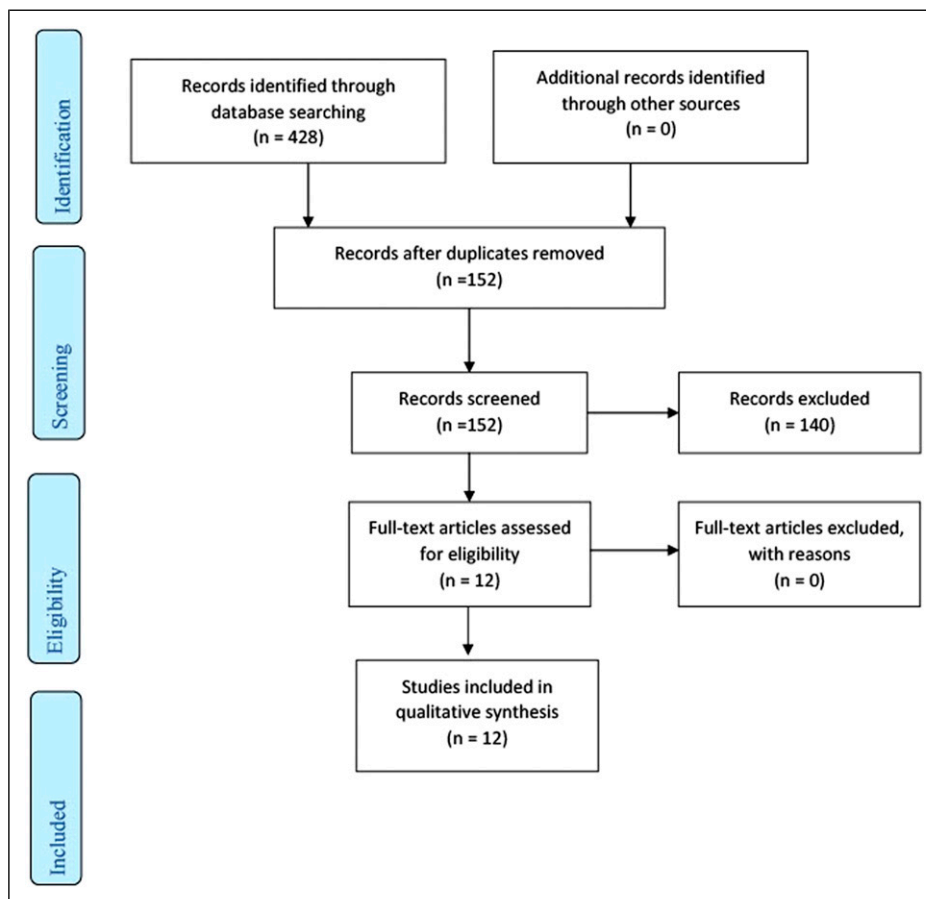 Identification
Records identified through
database searching
(n = 428)
Additional records identified
through other sources
(n = 0)
Records after duplicates removed
(n =152)
Screening
Records screened
(n =152)
Records excluded
(n = 140)
Eligibility
Full-text articles assessed
for eligibility
(n = 12)
Full-text articles excluded,
with reasons
(n = 0)
Studies included in
qualitative synthesis
(n = 12)
Included